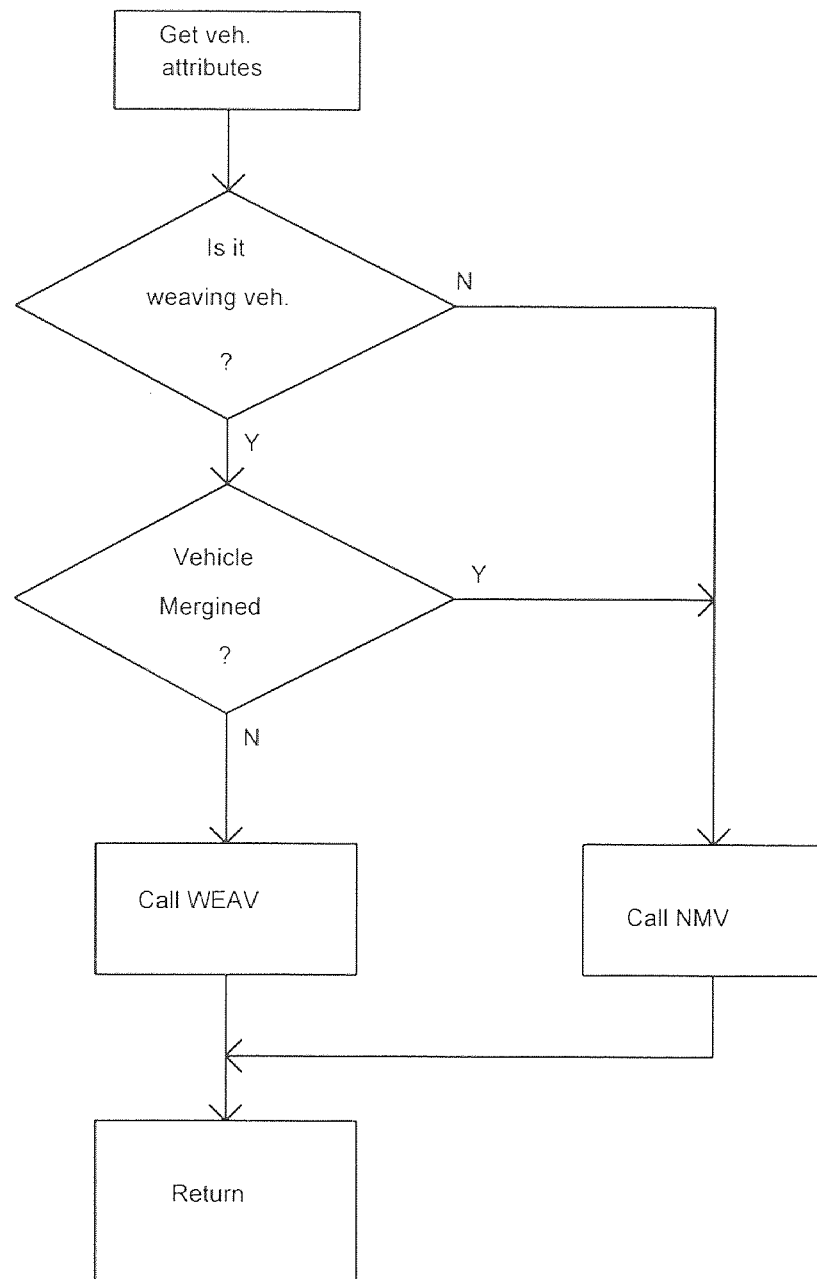 Get veh.
attributes
Is it
weaving veh.
?
N
Y
Vehicle
Mergined
?
Y
N
Call WEAV
Call NMV
Return